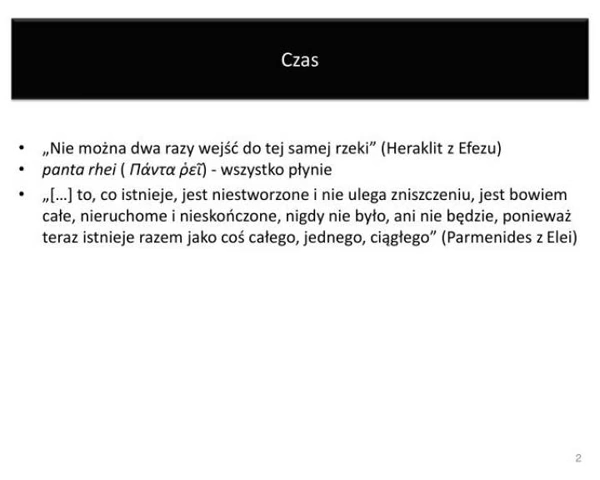 Czas
• „Nie można dwa razy wejść do tej samej rzeki” (Heraklit z Efezu)
• panta rhei ( Πάντα ῥεῖ) - wszystko płynie
• „[…] to, co istnieje, jest niestworzone i nie ulega zniszczeniu, jest bowiem
całe, nieruchome i nieskończone, nigdy nie było, ani nie będzie, ponieważ
teraz istnieje razem jako coś całego, jednego, ciągłego” (Parmenides z Elei)
2